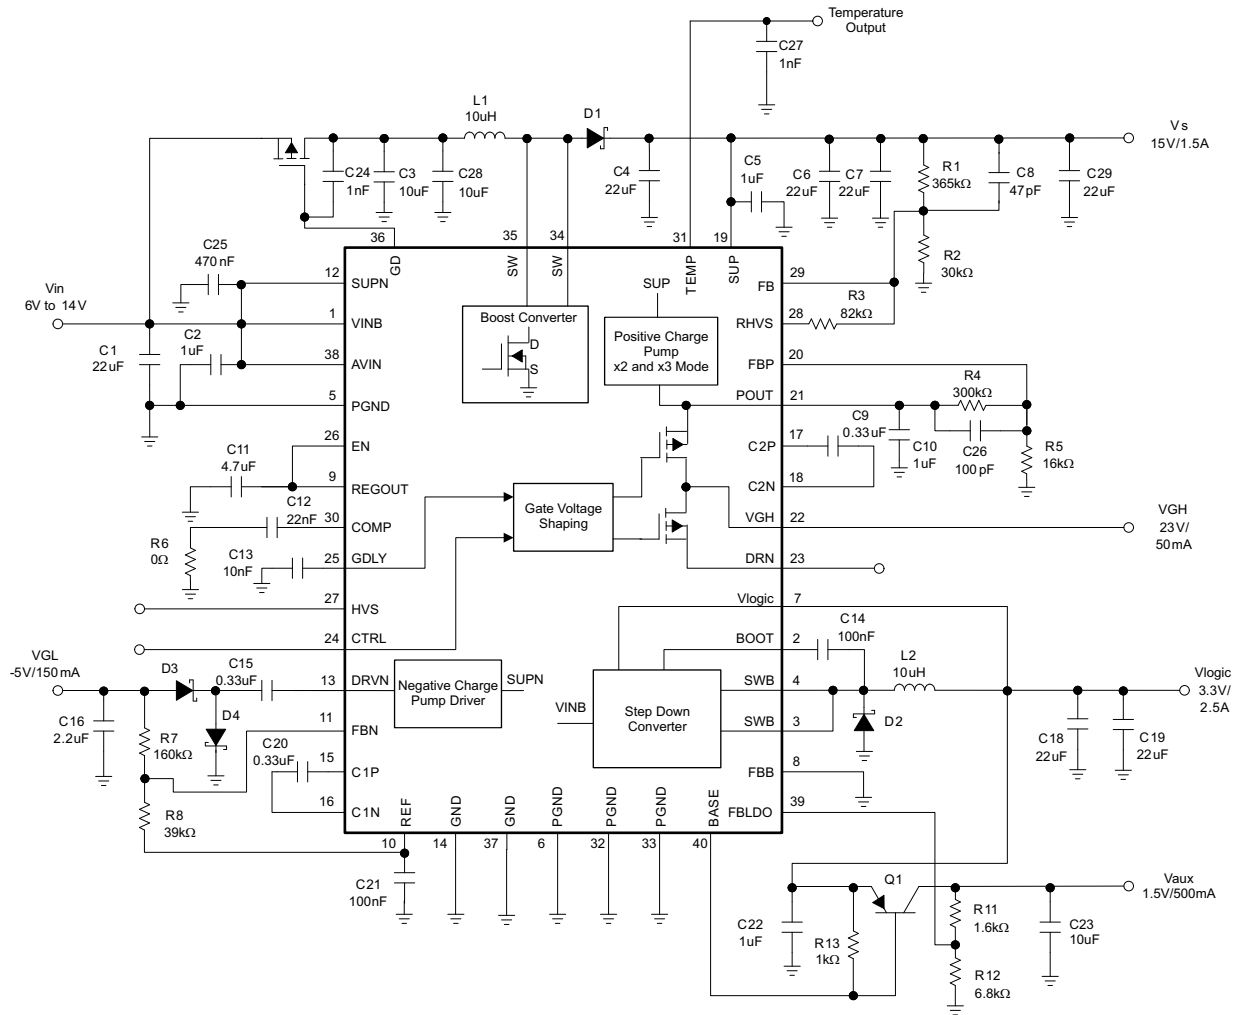 Temperature
Output
C27
1nF
L1
10uH
D1
Vs
15V/1.5A
C24
1nF
C3
10uF
C28
10uF
C4
22uF
C5
1uF
C6
22uF
C7
22uF
R1
365kΩ
C8
47pF
C29
22uF
R2
30kΩ
36
35
34
31
19
GD
SW
SW
TEMP
SUP
C25
470nF
12
SUPN
Vin
6V to 14V
1
VINB
C1
22uF
C2
1uF
38
AVIN
5
PGND
26
EN
C11
4.7uF
9
REGOUT
C12
22nF
30
COMP
R6
0Ω
C13
10nF
25
GDLY
27
HVS
24
CTRL
VGL
-5V/150mA
D3
C15
0.33uF
13
DRVN
D4
C16
2.2uF
R7
160kΩ
11
FBN
C20
0.33uF
15
C1P
16
C1N
R8
39kΩ
Boost Converter
D
S
SUP
Positive Charge
Pump
x2 and x3 Mode
Gate Voltage
Shaping
Negative Charge
Pump Driver
SUPN
VINB
Step Down
Converter
FB
29
RHVS
28
R3
82kΩ
FBP
20
POUT
21
R4
300kΩ
C9
0.33uF
C2P
17
C10
1uF
C26
100pF
R5
16kΩ
C2N
18
VGH
22
VGH
23V/
50mA
DRN
23
Vlogic
7
BOOT
2
C14
100nF
SWB
4
L2
10uH
Vlogic
3.3V/
2.5A
SWB
3
D2
C18
22uF
C19
22uF
FBB
8
FBLDO
39
REF
GND
GND
PGND
PGND
PGND
BASE
10
14
37
6
32
33
40
C21
100nF
Q1
Vaux
1.5V/500mA
C22
1uF
R13
1kΩ
R11
1.6kΩ
C23
10uF
R12
6.8kΩ